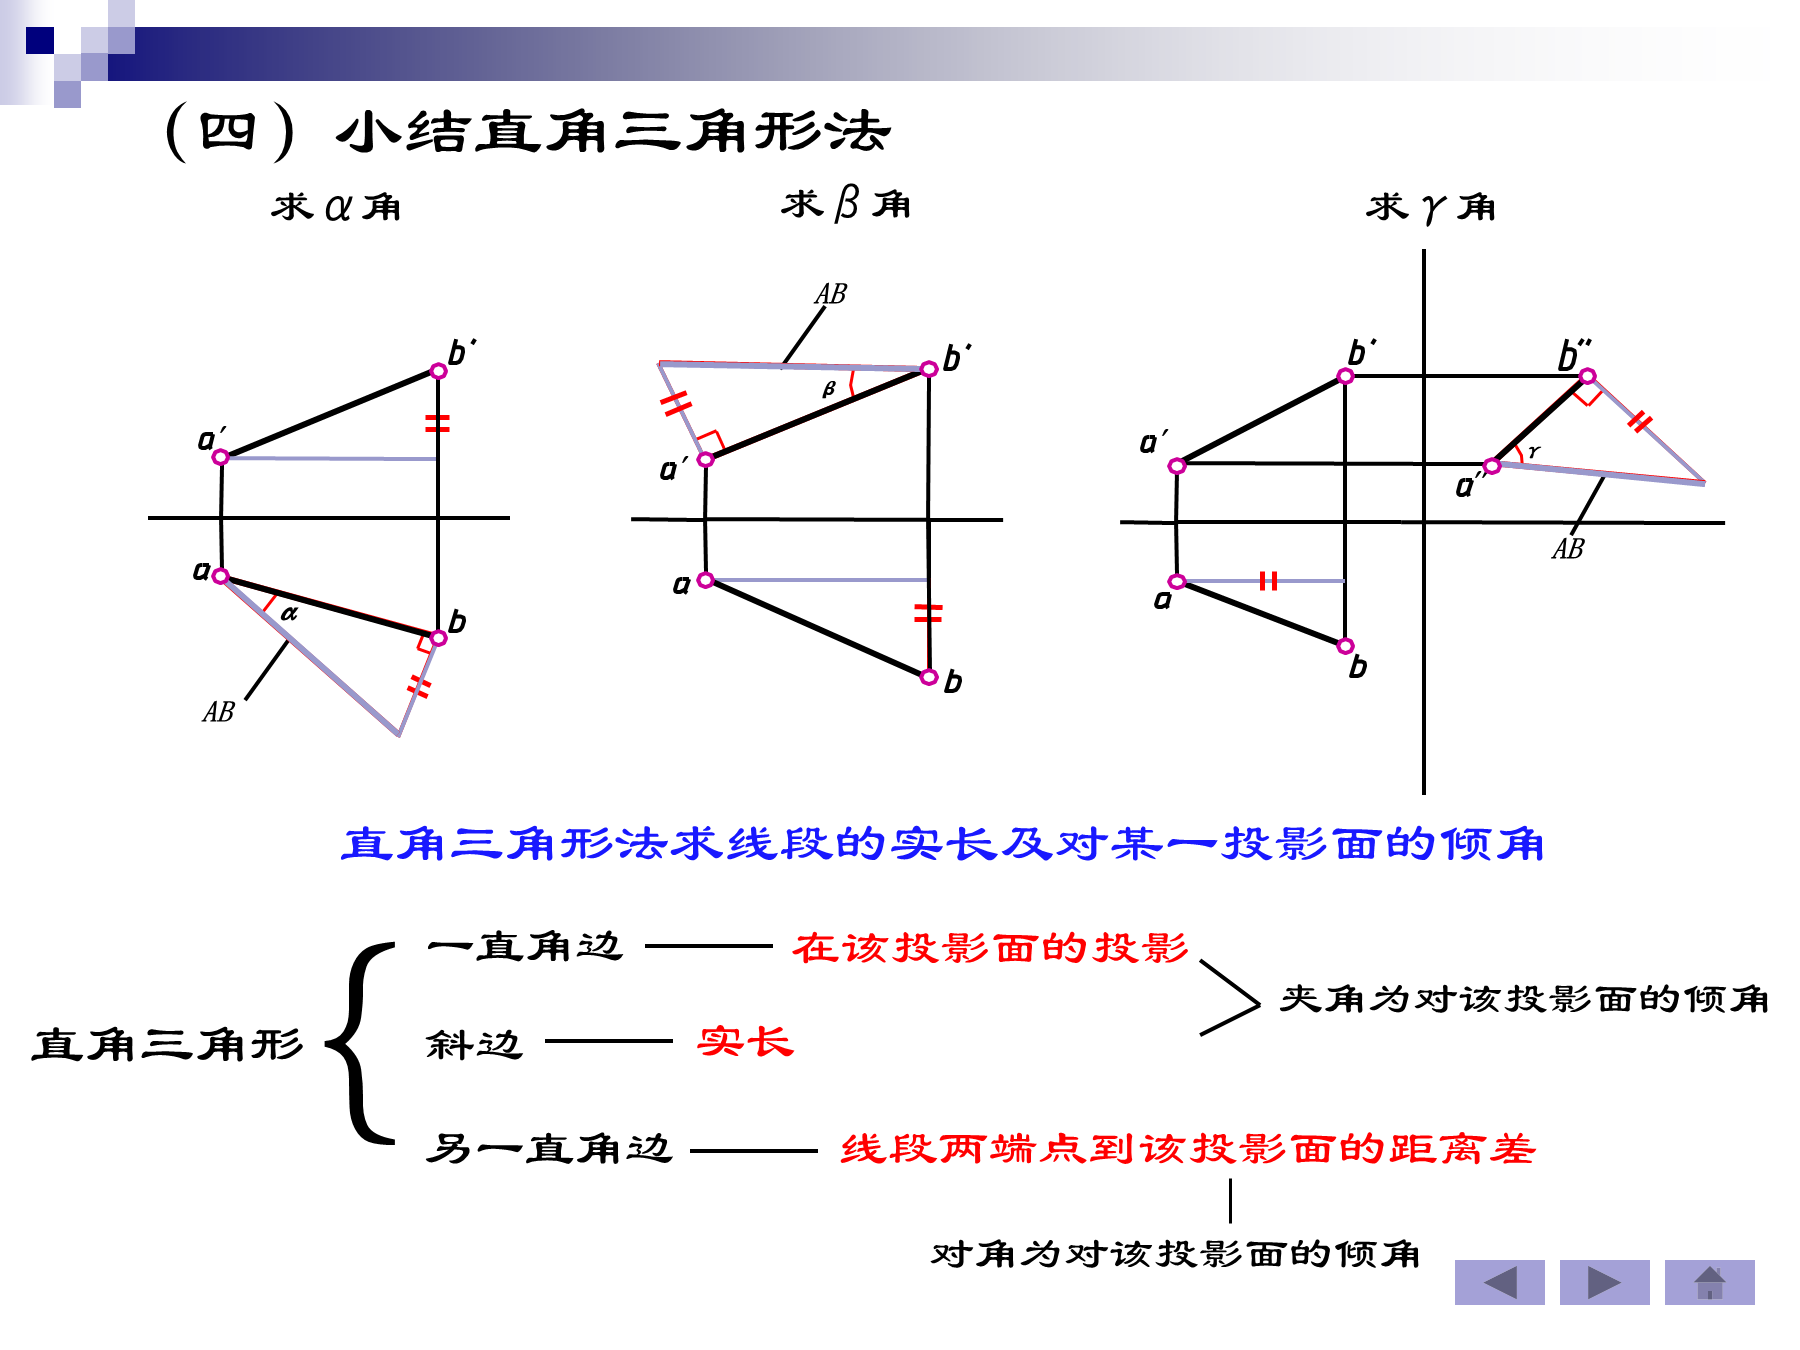 （四）小结直角三角形法
求α角
求β角
求γ角
AB
b′
b′
b′
b″
β
a′
a′
a′
γ
a″
AB
a
a
a
α
b
b
b
AB
直角三角形法求线段的实长及对某一投影面的倾角
一直角边
在该投影面的投影
夹角为对该投影面的倾角
直角三角形
斜边
实长
另一直角边
线段两端点到该投影面的距离差
对角为对该投影面的倾角